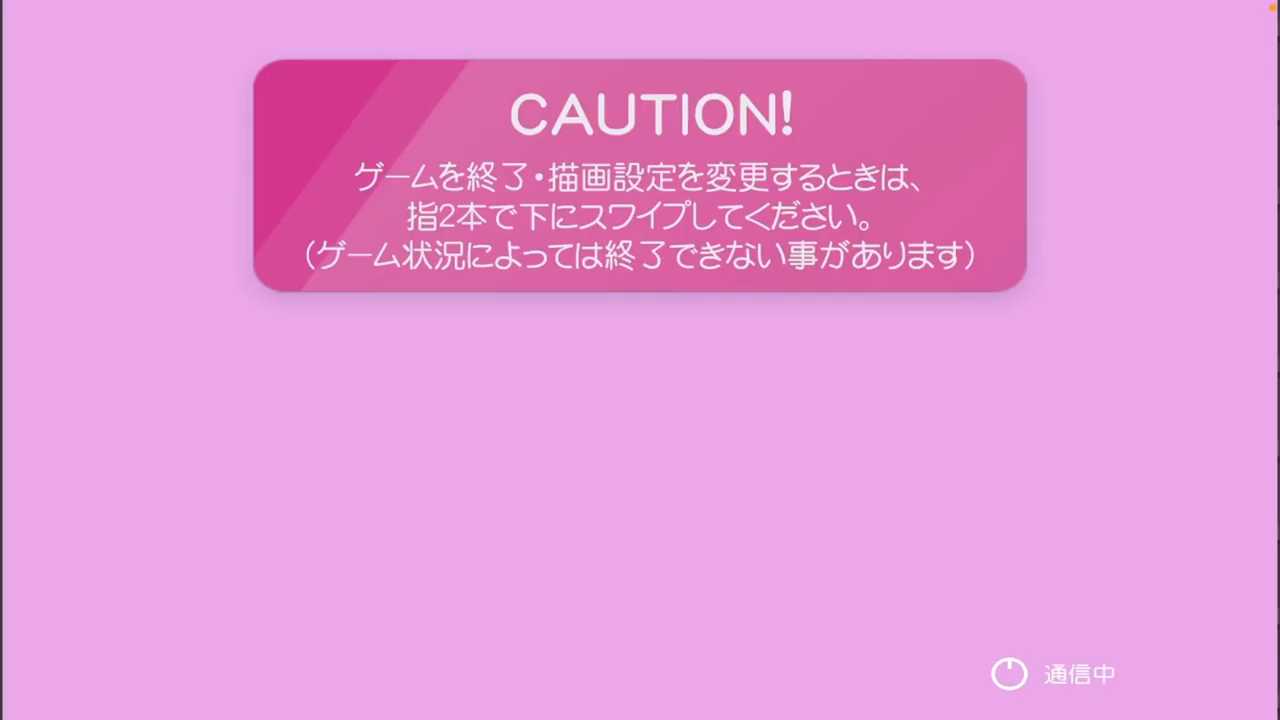 CAUTION!
ゲームを終了・描画設定を変更するときは、
指2本で下にスワイプしてください。
（ゲーム状況によっては終了できない事があります）
通信中